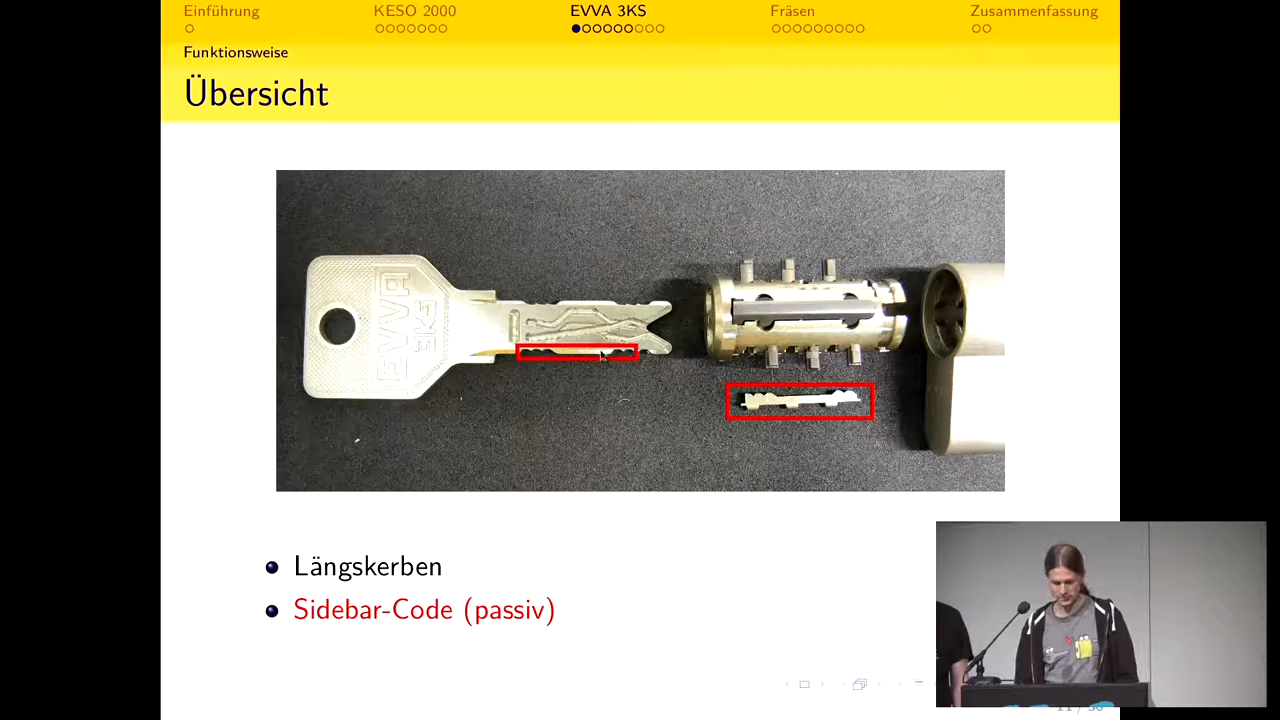 Einführung
KESO 2000
EVVA 3KS
Fräsen
Zusammenfassung
Funktionsweise
Übersicht
EVVA
3KS
Längskerben
Sidebar-Code (passiv)